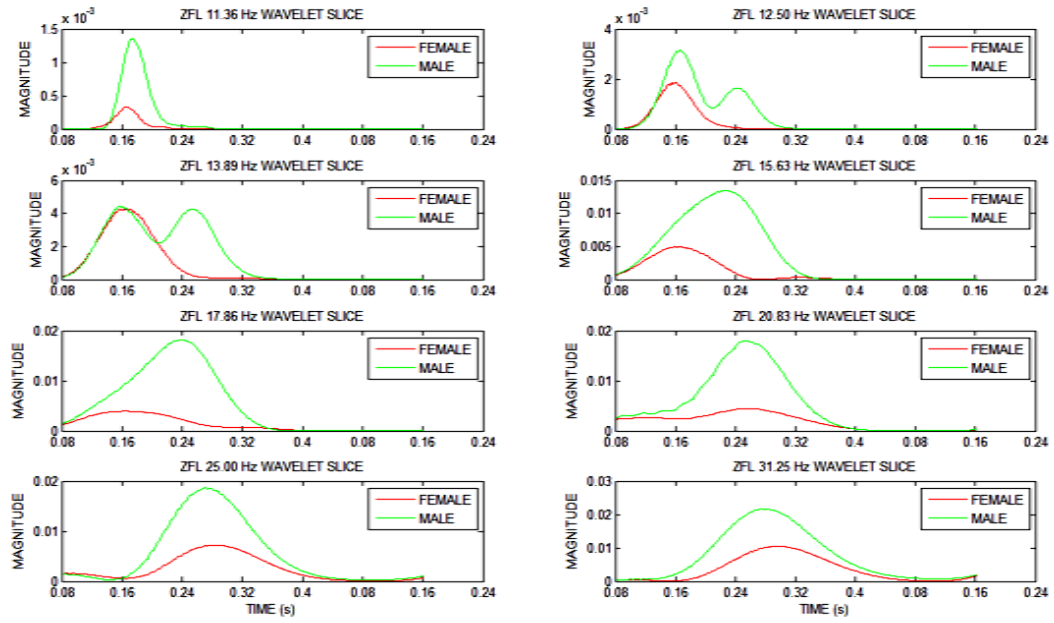 ZFL 11.36 Hz WAVELET SLICE
x 10⁻³
1.5
1
0.5
0
MAGNITUDE
FEMALE
MALE
0.08 0.16 0.24 0.32 0.4 0.08 0.16 0.24
ZFL 12.50 Hz WAVELET SLICE
x 10⁻³
4
2
0
MAGNITUDE
FEMALE
MALE
0.08 0.16 0.24 0.32 0.4 0.08 0.16 0.24
ZFL 13.89 Hz WAVELET SLICE
x 10⁻³
6
4
2
0
MAGNITUDE
FEMALE
MALE
0.08 0.16 0.24 0.32 0.4 0.08 0.16 0.24
ZFL 15.63 Hz WAVELET SLICE
0.015
0.01
0.005
0
MAGNITUDE
FEMALE
MALE
0.08 0.16 0.24 0.32 0.4 0.08 0.16 0.24
ZFL 17.86 Hz WAVELET SLICE
0.02
0.01
0
MAGNITUDE
FEMALE
MALE
0.08 0.16 0.24 0.32 0.4 0.08 0.16 0.24
ZFL 20.83 Hz WAVELET SLICE
0.02
0.01
0
MAGNITUDE
FEMALE
MALE
0.08 0.16 0.24 0.32 0.4 0.08 0.16 0.24
ZFL 25.00 Hz WAVELET SLICE
0.02
0.01
0
MAGNITUDE
FEMALE
MALE
0.08 0.16 0.24 0.32 0.4 0.08 0.16 0.24
TIME (s)
ZFL 31.25 Hz WAVELET SLICE
0.03
0.02
0.01
0
MAGNITUDE
FEMALE
MALE
0.08 0.16 0.24 0.32 0.4 0.08 0.16 0.24
TIME (s)